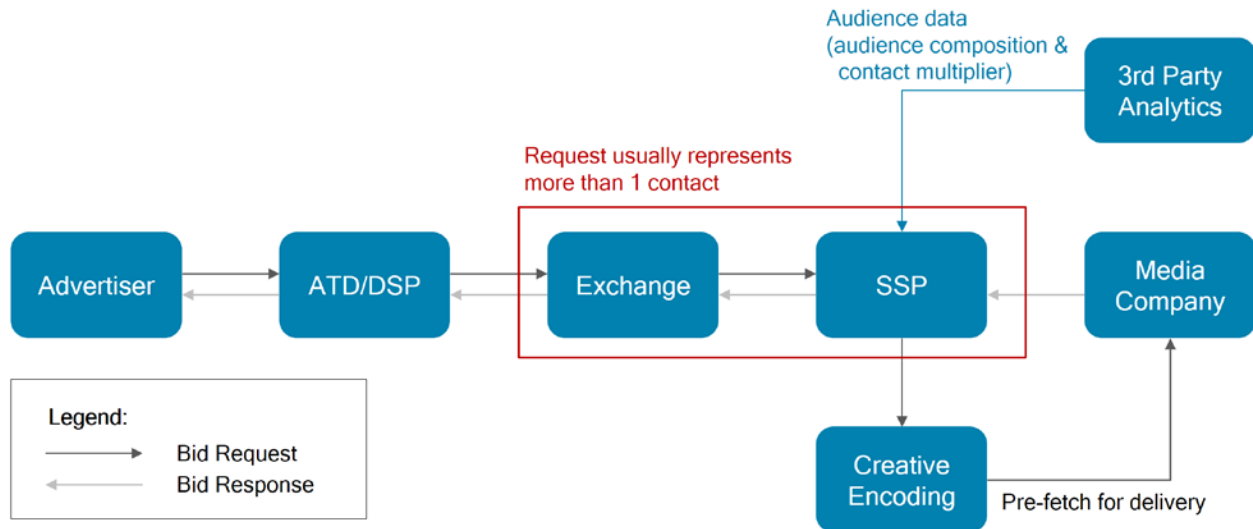 Audience data
(audience composition &
contact multiplier)
3rd Party
Analytics
Request usually represents
more than 1 contact
Advertiser
ATD/DSP
Exchange
SSP
Media
Company
Legend:
Bid Request
Bid Response
Creative
Encoding
Pre-fetch for delivery